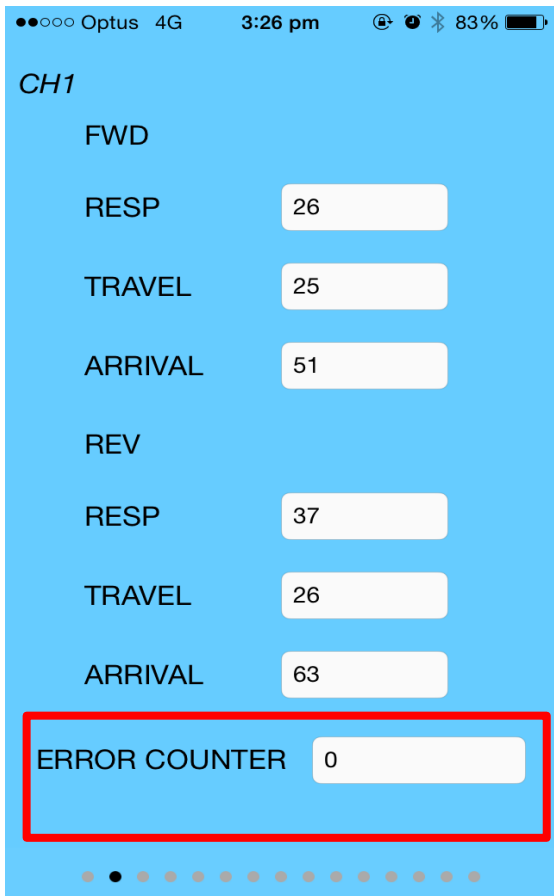 Optus 4G 3:26 pm 83%
CH1
FWD
RESP 26
TRAVEL 25
ARRIVAL 51
REV
RESP 37
TRAVEL 26
ARRIVAL 63
ERROR COUNTER 0